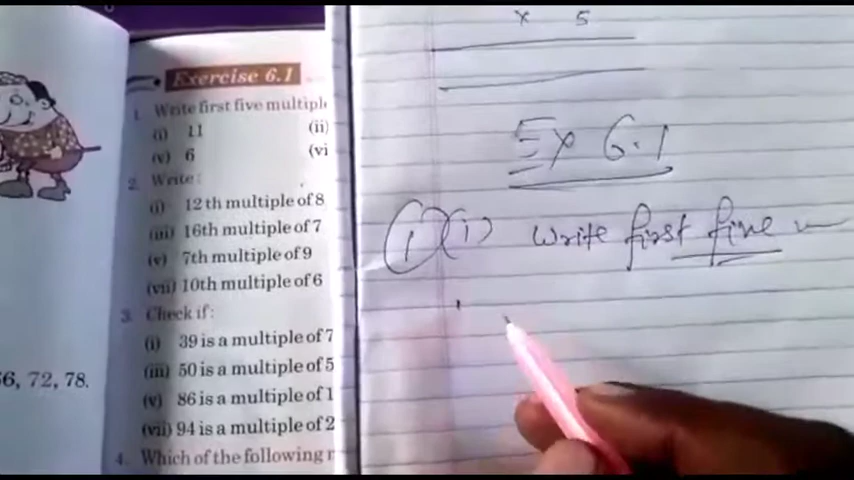 x 5
Exercise 6.1
1. Write first five multipl
(i) 11 (ii)
(v) 6 (vi
2. Write:
(i) 12th multiple of 8
(iii) 16th multiple of 7
(v) 7th multiple of 9
(vii) 10th multiple of 6
3. Check if:
(i) 39 is a multiple of 7
(iii) 50 is a multiple of 5
(v) 86 is a multiple of 1
(vii) 94 is a multiple of 2
4. Which of the following
66, 72, 78.
Ex 6.1
1 (i) Write first five